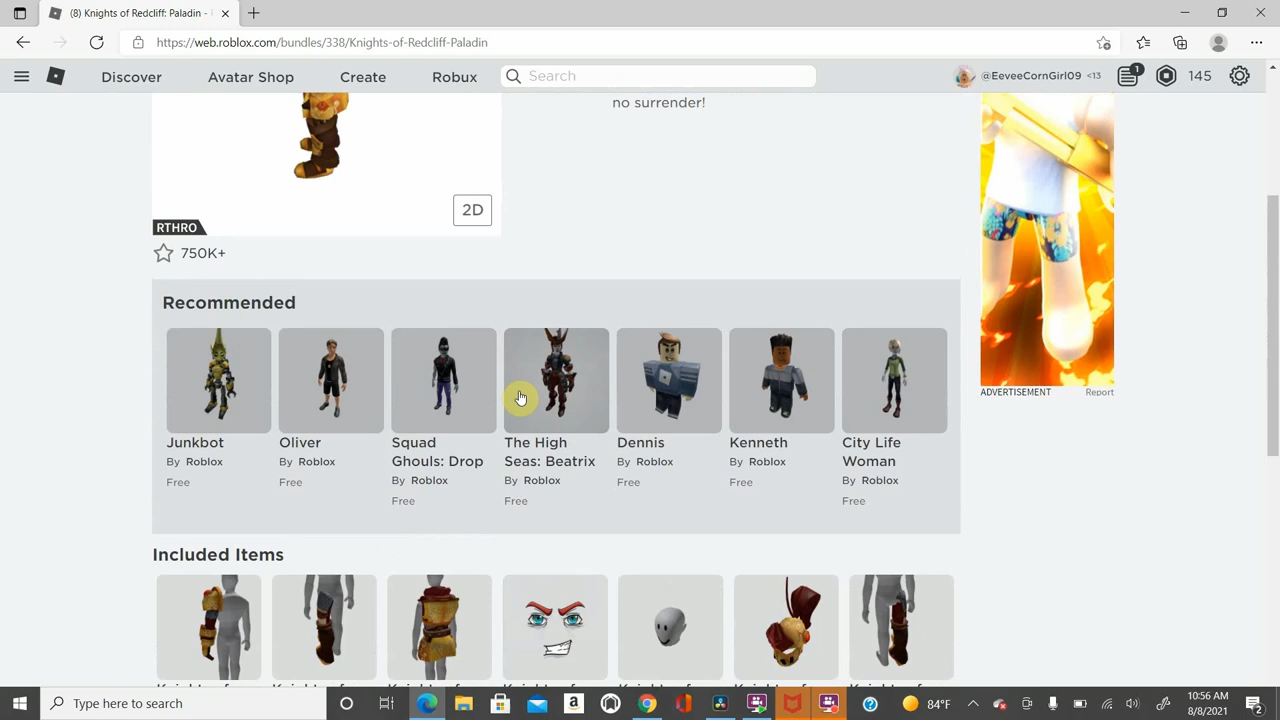 (8) Knights of Redcliff: Paladin -
https://web.roblox.com/bundles/338/Knights-of-Redcliff-Paladin
Discover
Avatar Shop
Create
Robux
Search
@EeveeCornGirl09 <13
1
145
no surrender!
2D
RTHRO
750K+
ADVERTISEMENT
Report
Recommended
Junkbot
By Roblox
Free
Oliver
By Roblox
Free
Squad
Ghouls: Drop
By Roblox
Free
The High
Seas: Beatrix
By Roblox
Free
Dennis
By Roblox
Free
Kenneth
By Roblox
Free
City Life
Woman
By Roblox
Free
Included Items
Type here to search
84°F
10:56 AM
8/8/2021
2